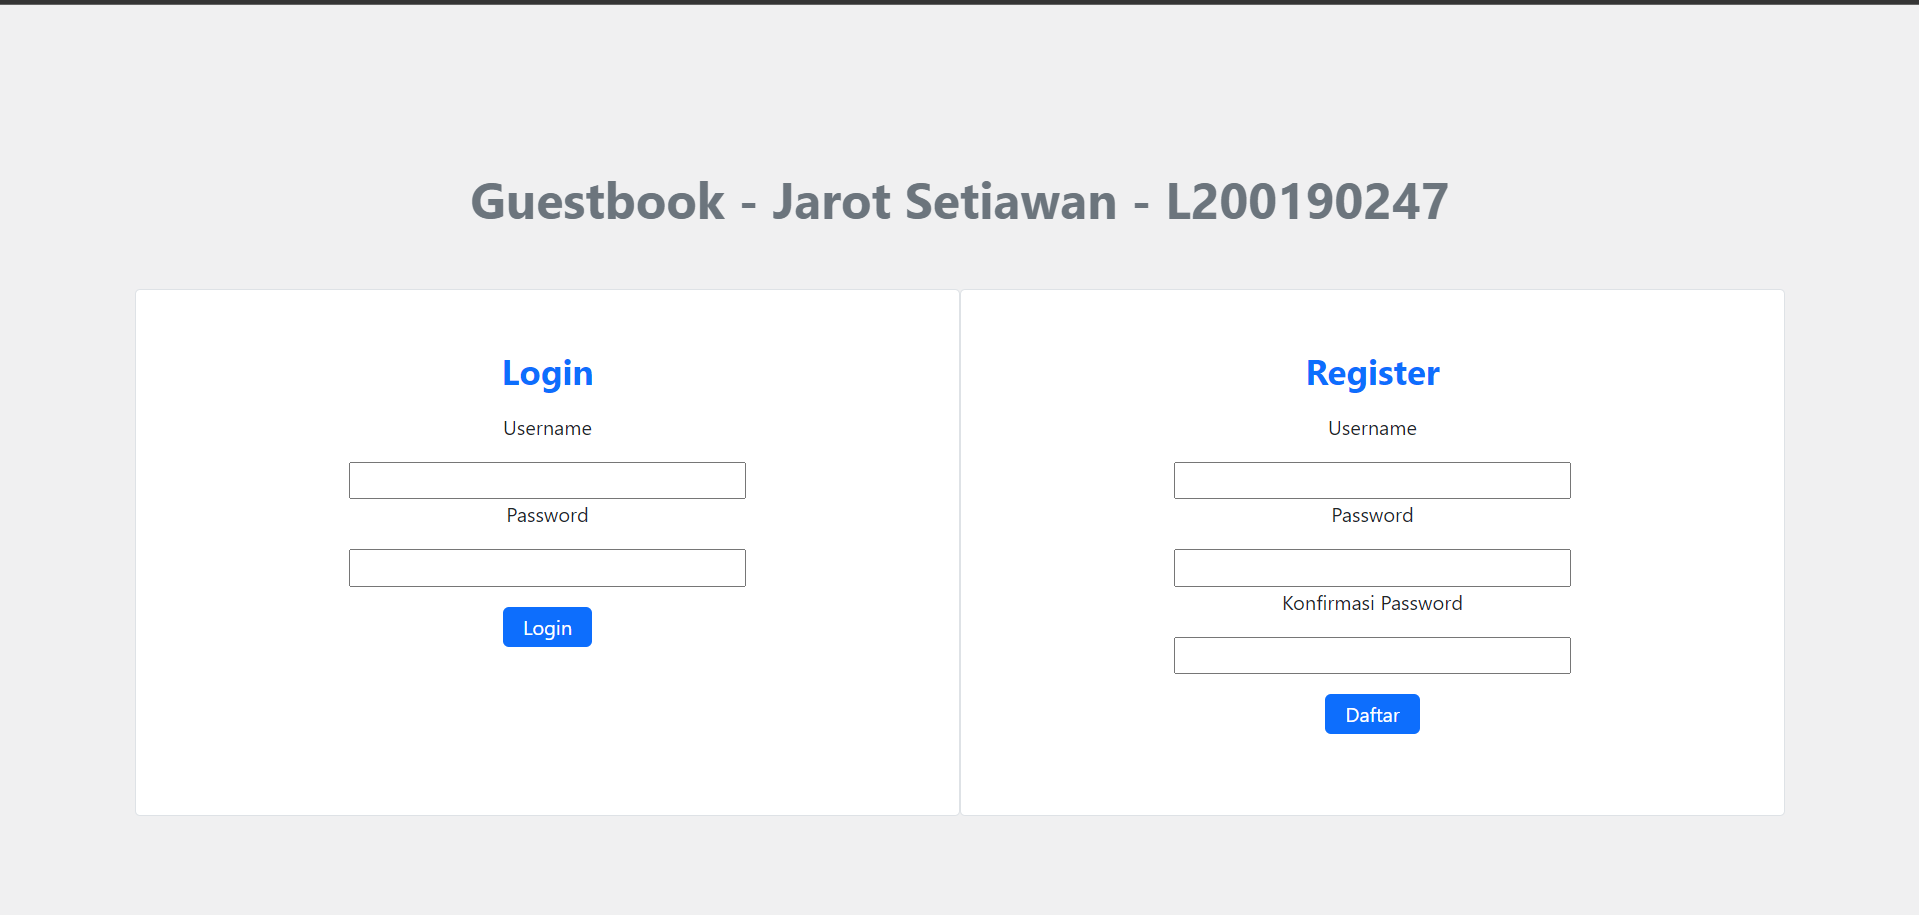 Guestbook - Jarot Setiawan - L200190247
Login
Username
Password
Login
Register
Username
Password
Konfirmasi Password
Daftar